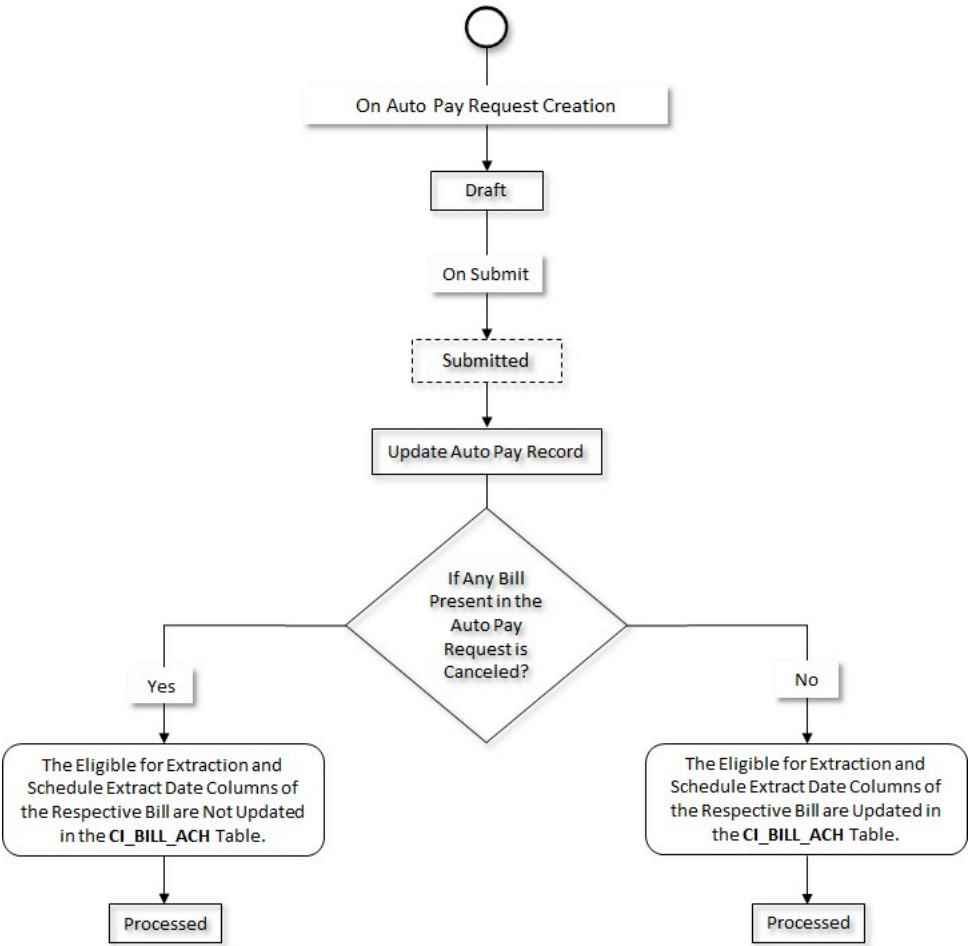 On Auto Pay Request Creation
Draft
On Submit
Submitted
Update Auto Pay Record
If Any Bill
Present in the
Auto Pay
Request is
Canceled?
Yes
No
The Eligible for Extraction and
Schedule Extract Date Columns of
the Respective Bill are Not Updated
in the CI_BILL_ACH Table.
The Eligible for Extraction and
Schedule Extract Date Columns of
the Respective Bill are Updated in
the CI_BILL_ACH Table.
Processed
Processed